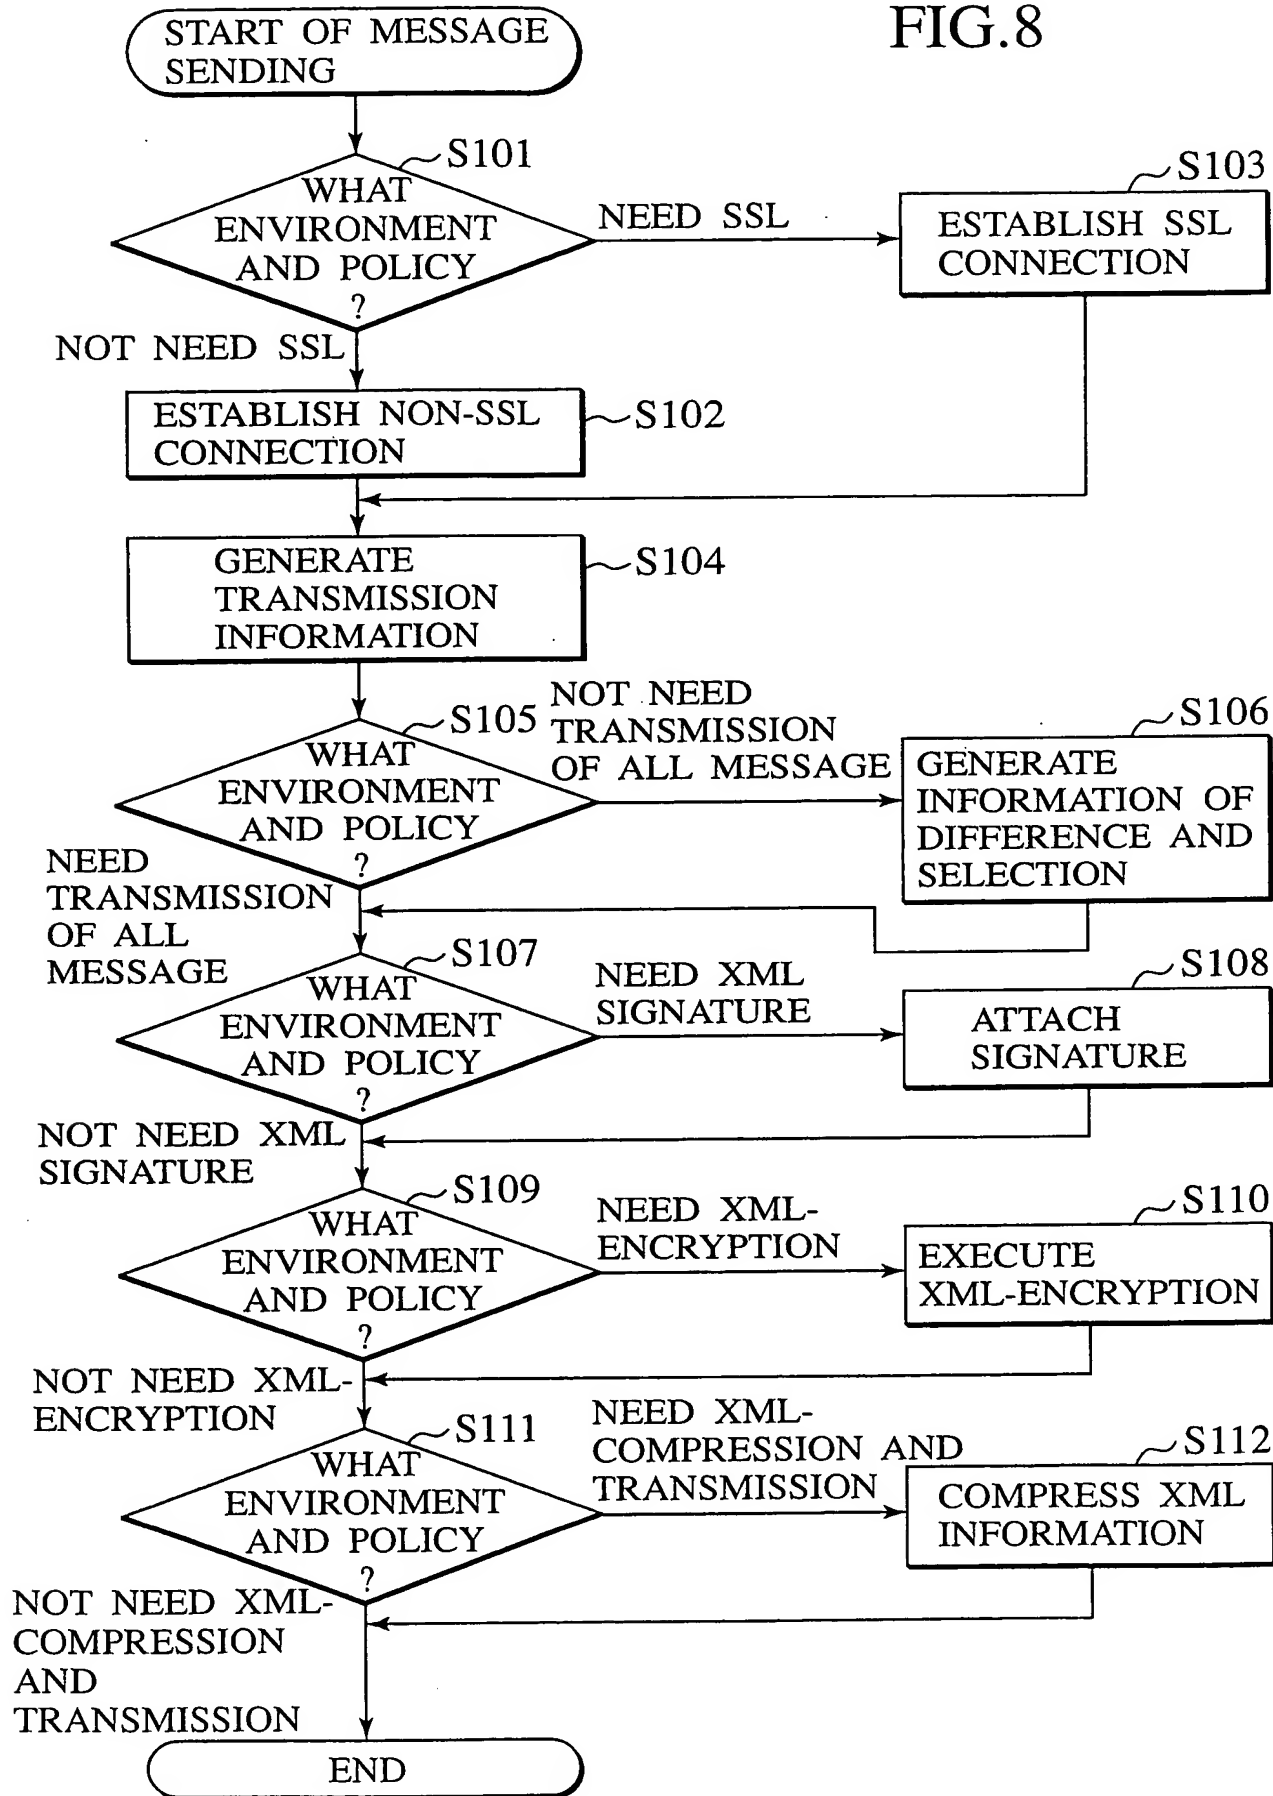 FIG.8
START OF MESSAGE
SENDING
S101
WHAT
ENVIRONMENT
AND POLICY
?
NEED SSL
S103
ESTABLISH SSL
CONNECTION
NOT NEED SSL
ESTABLISH NON-SSL
CONNECTION
S102
GENERATE
TRANSMISSION
INFORMATION
S104
S105
WHAT
ENVIRONMENT
AND POLICY
?
NOT NEED
TRANSMISSION
OF ALL MESSAGE
S106
GENERATE
INFORMATION OF
DIFFERENCE AND
SELECTION
NEED
TRANSMISSION
OF ALL
MESSAGE
S107
WHAT
ENVIRONMENT
AND POLICY
?
NEED XML
SIGNATURE
S108
ATTACH
SIGNATURE
NOT NEED XML
SIGNATURE
S109
WHAT
ENVIRONMENT
AND POLICY
?
NEED XML-
ENCRYPTION
S110
EXECUTE
XML-ENCRYPTION
NOT NEED XML-
ENCRYPTION
S111
WHAT
ENVIRONMENT
AND POLICY
?
NEED XML-
COMPRESSION AND
TRANSMISSION
S112
COMPRESS XML
INFORMATION
NOT NEED XML-
COMPRESSION
AND
TRANSMISSION
END